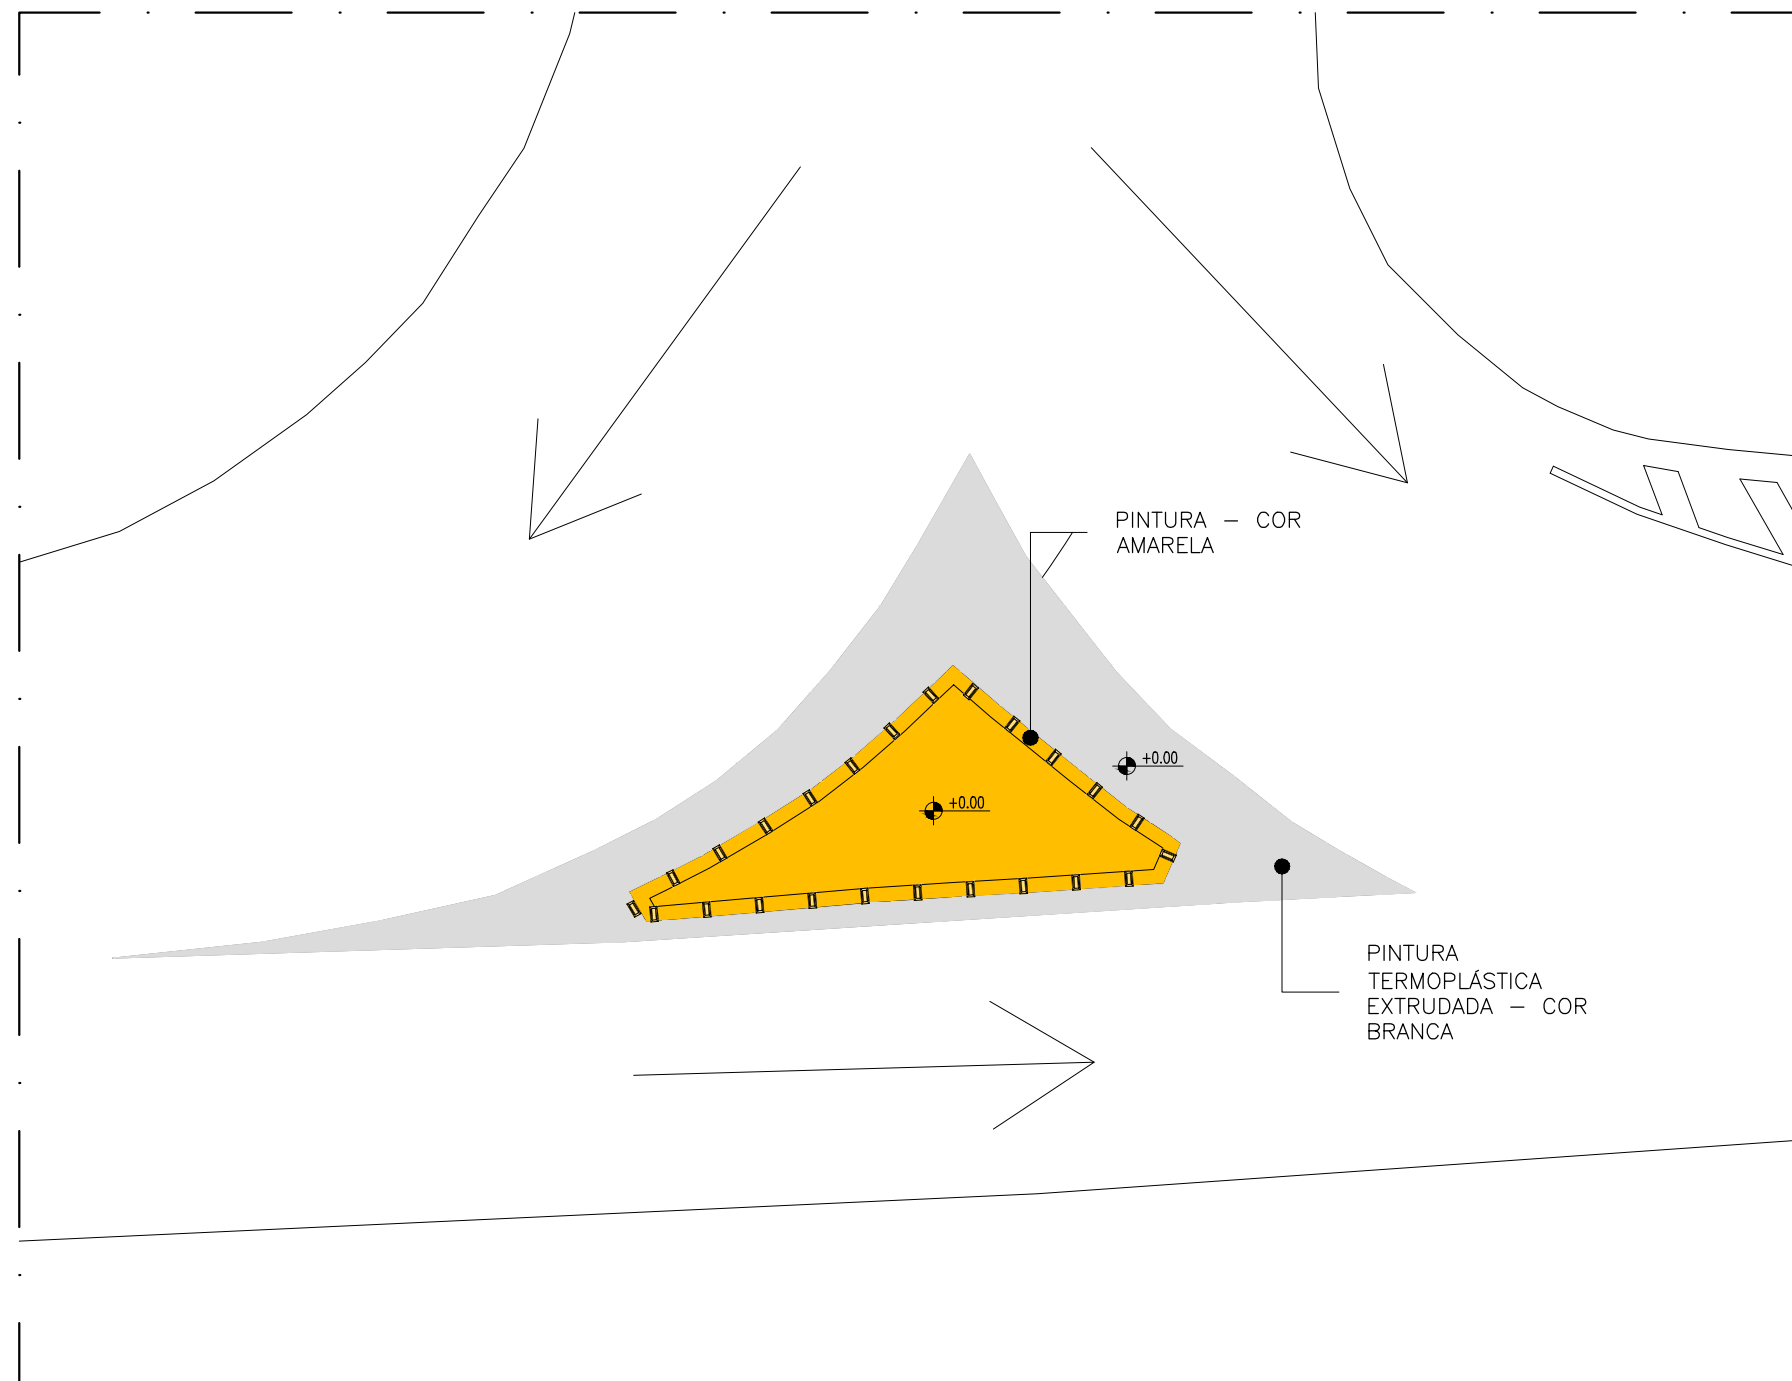 PINTURA – COR
AMARELA
+0.00
+0.00
PINTURA
TERMOPLÁSTICA
EXTRUDADA – COR
BRANCA